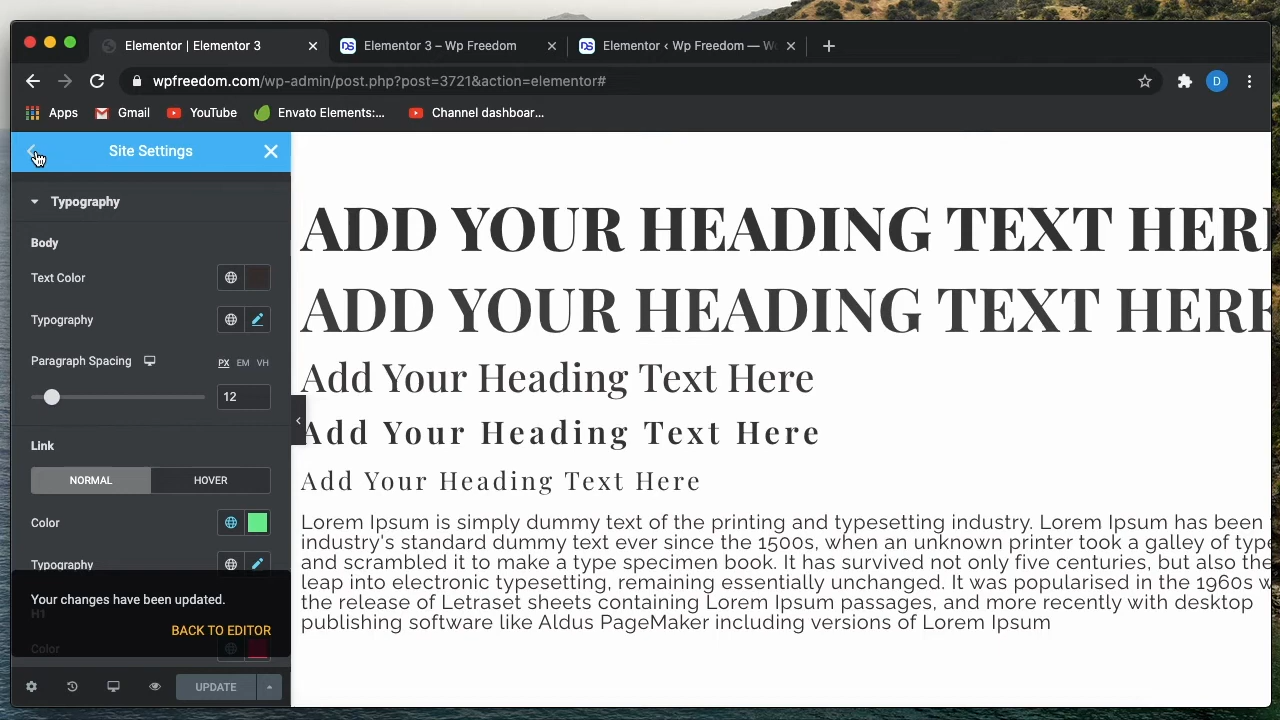 Elementor | Elementor 3
Elementor 3 – Wp Freedom
Elementor ‹ Wp Freedom — Wo
wpfreedom.com/wp-admin/post.php?post=3721&action=elementor#
D
Apps
Gmail
YouTube
Envato Elements:...
Channel dashboar...
Site Settings
Typography
Body
Text Color
Typography
Paragraph Spacing
PX EM VH
12
Link
NORMAL
HOVER
Color
Typography
Your changes have been updated.
H1
BACK TO EDITOR
Color
UPDATE
ADD YOUR HEADING TEXT HERE
ADD YOUR HEADING TEXT HERE
Add Your Heading Text Here
Add Your Heading Text Here
Add Your Heading Text Here
Lorem Ipsum is simply dummy text of the printing and typesetting industry. Lorem Ipsum has been
industry's standard dummy text ever since the 1500s, when an unknown printer took a galley of type
and scrambled it to make a type specimen book. It has survived not only five centuries, but also the
leap into electronic typesetting, remaining essentially unchanged. It was popularised in the 1960s w
the release of Letraset sheets containing Lorem Ipsum passages, and more recently with desktop
publishing software like Aldus PageMaker including versions of Lorem Ipsum